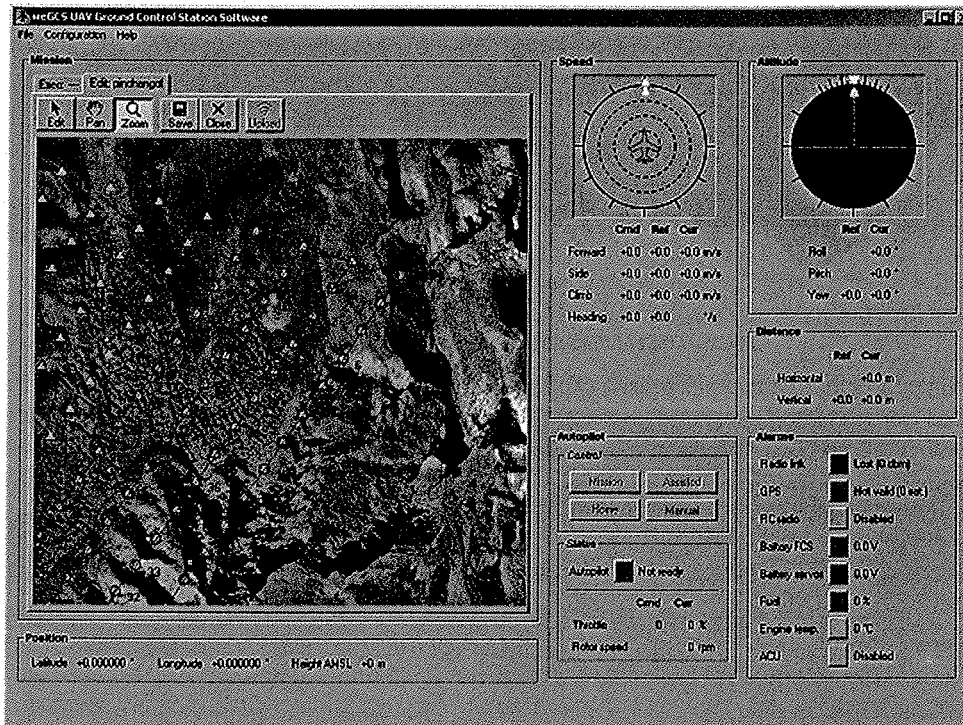 weGCS UAV Ground Control Station Software
File Configuration Help
Mission
Edit pinchangol
Edit Pan Zoom Save Close Upload
Speed
Cmd Ref Cur
Forward +0.0 +0.0 +0.0 m/s
Side +0.0 +0.0 +0.0 m/s
Climb +0.0 +0.0 +0.0 m/s
Heading +0.0 +0.0 °/s
Attitude
Ref Cur
Roll +0.0 °
Pitch +0.0 °
Yaw +0.0 +0.0 °
Distance
Ref Cur
Horizontal +0.0 m
Vertical +0.0 +0.0 m
Autopilot
Control
Mission Assisted
Home Manual
Status
Autopilot Not ready
Cmd Cur
Throttle 0 0 %
Rotor speed 0 rpm
Alarms
Radio link Lost (0 dbm)
GPS Not valid (0 sat.)
RC radio Disabled
Battery FCS 0.0 V
Battery servos 0.0 V
Fuel 0 %
Engine temp. 0 °C
ACU Disabled
Position
Latitude +0.000000 ° Longitude +0.000000 ° Height AMSL +0 m